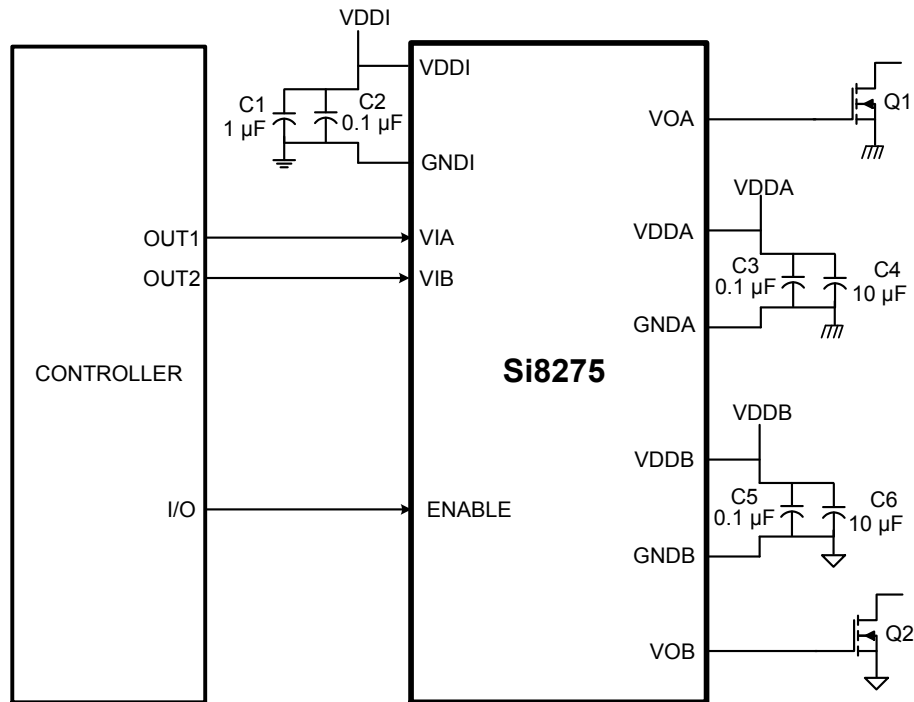 VDDI
VDDI
C1
1 µF
C2
0.1 µF
GNDI
VOA
Q1
VDDA
VDDA
C3
0.1 µF
C4
10 µF
GNDA
OUT1
VIA
OUT2
VIB
CONTROLLER
Si8275
VDDB
VDDB
C5
0.1 µF
C6
10 µF
GNDB
I/O
ENABLE
VOB
Q2